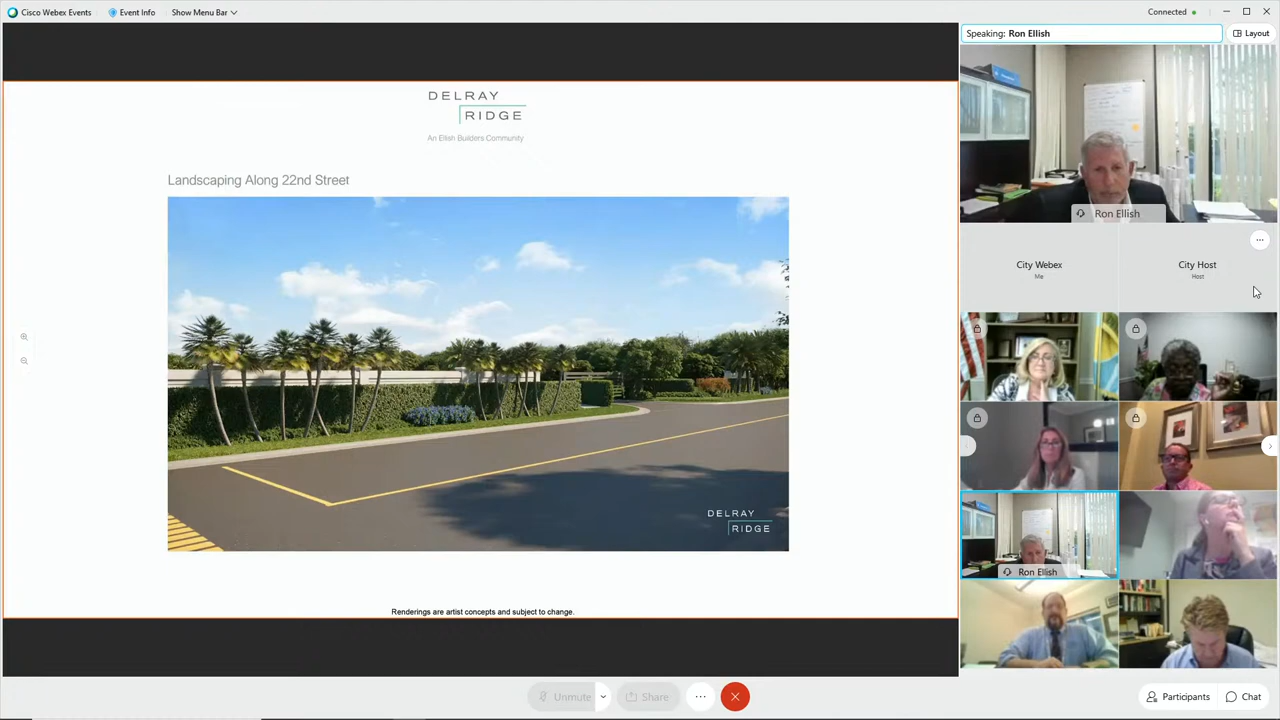 Cisco Webex Events
Event Info
Show Menu Bar
Connected
Speaking: Ron Ellish
Layout
DELRAY
RIDGE
An Ellish Builders Community
Landscaping Along 22nd Street
DELRAY
RIDGE
Renderings are artist concepts and subject to change.
Ron Ellish
City Webex
Me
City Host
Host
Ron Ellish
Unmute
Share
Participants
Chat